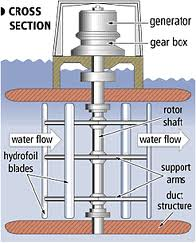 CROSS
SECTION
generator
gear box
rotor
shaft
water flow
water flow
hydrofoil
blades
support
arms
duct
structure